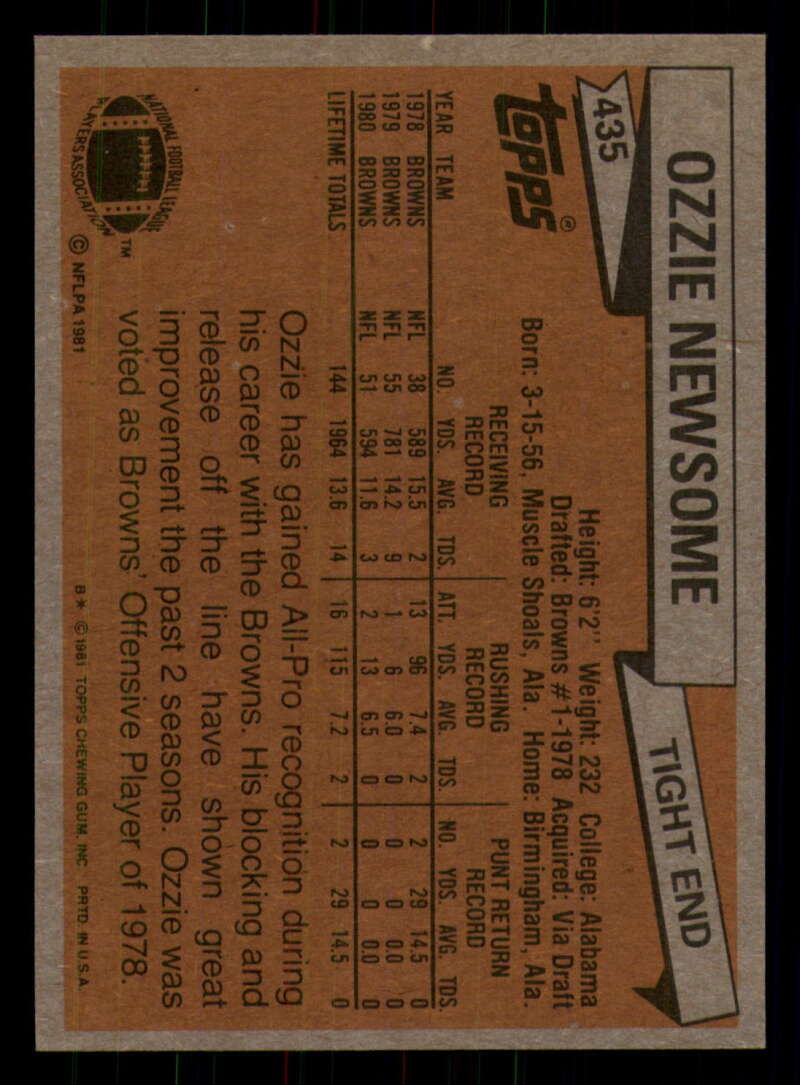 OZZIE NEWSOME
TIGHT END
435
Topps®
Height: 6'2" Weight: 232 College: Alabama
Drafted: Browns #1-1978 Acquired: Via Draft
Born: 3-15-56, Muscle Shoals, Ala. Home: Birmingham, Ala.
RECEIVING RECORD RUSHING RECORD PUNT RETURN RECORD
YEAR TEAM NO. YDS. AVG. TDS. ATT. YDS. AVG. TDS. NO. YDS. AVG. TDS.
1978 BROWNS NFL 38 589 15.5 2 13 96 7.4 2 2 29 14.5 0
1979 BROWNS NFL 55 781 14.2 9 1 6 6.0 0 0 0 0.0 0
1980 BROWNS NFL 51 594 11.6 3 2 13 6.5 0 0 0 0.0 0
LIFETIME TOTALS 144 1964 13.6 14 16 115 7.2 2 2 29 14.5 0
Ozzie has gained All-Pro recognition during
his career with the Browns. His blocking and
release off the line have shown great
improvement the past 2 seasons. Ozzie was
voted as Browns' Offensive Player of 1978.
NATIONAL FOOTBALL LEAGUE
PLAYERS ASSOCIATION
TM
© NFLPA 1981
B* © 1981 TOPPS CHEWING GUM, INC. PRTD. IN U.S.A.